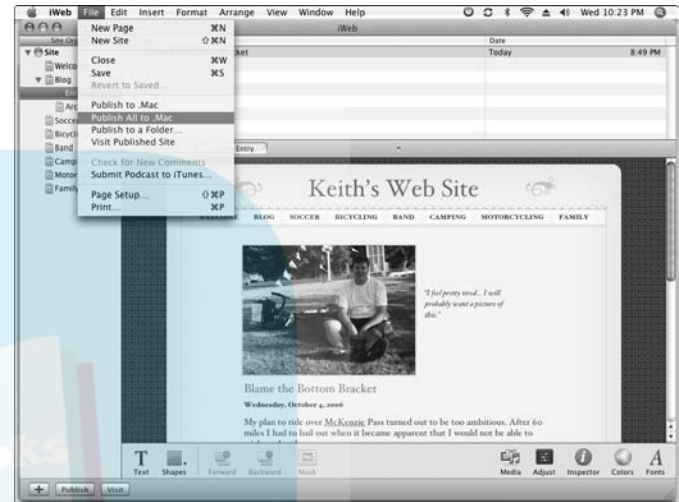 iWeb File Edit Insert Format Arrange View Window Help Wed 10:23 PM
iWeb
New Page ⌘N
New Site ⇧⌘N
Close ⌘W
Save ⌘S
Revert to Saved...
Publish to .Mac
Publish All to .Mac
Publish to a Folder...
Visit Published Site
Check for New Comments
Submit Podcast to iTunes...
Page Setup... ⇧⌘P
Print... ⌘P
Site Org
Site
Welco
Blog
Arc
Soccer
Bicycli
Band
Camp
Motor
Family
Date
ket Today 8:49 PM
Entry
Keith's Web Site
WELCOME BLOG SOCCER BICYCLING BAND CAMPING MOTORCYCLING FAMILY
"I feel pretty tired... I will
probably want a picture of
this."
Blame the Bottom Bracket
Wednesday, October 4, 2006
My plan to ride over McKenzie Pass turned out to be too ambitious. After 60
miles I had to bail out when it became apparent that I would not be able to
Text Shapes Forward Backward Mask Media Adjust Inspector Colors Fonts
+ Publish Visit